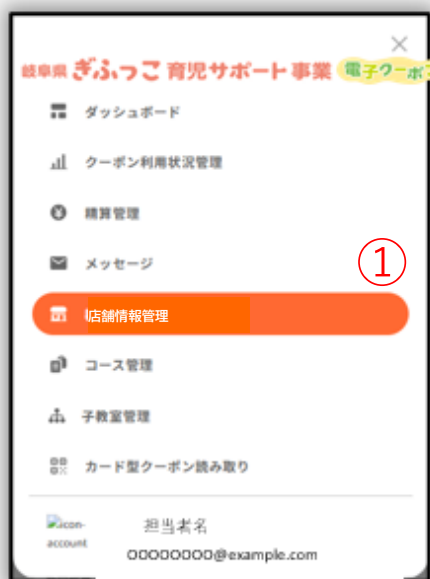 ×
岐阜県 ぎふっこ 育児サポート事業 電子クーポン
ダッシュボード
クーポン利用状況管理
精算管理
メッセージ
①
店舗情報管理
コース管理
子教室管理
カード型クーポン読み取り
icon-account
担当者名
OOOOOOOO@example.com